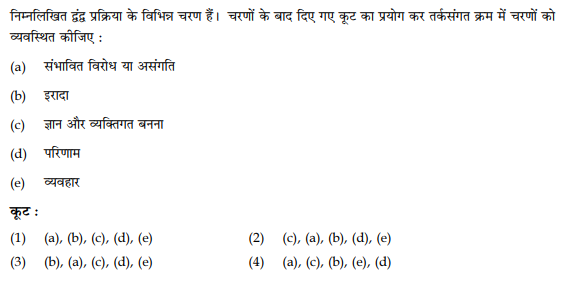 निम्नलिखित द्वंद्व प्रक्रिया के विभिन्न चरण हैं। चरणों के बाद दिए गए कूट का प्रयोग कर तर्कसंगत क्रम में चरणों को
व्यवस्थित कीजिए :
(a) संभावित विरोध या असंगति
(b) इरादा
(c) ज्ञान और व्यक्तिगत बनना
(d) परिणाम
(e) व्यवहार
कूट :
(1) (a), (b), (c), (d), (e) (2) (c), (a), (b), (d), (e)
(3) (b), (a), (c), (d), (e) (4) (a), (c), (b), (e), (d)